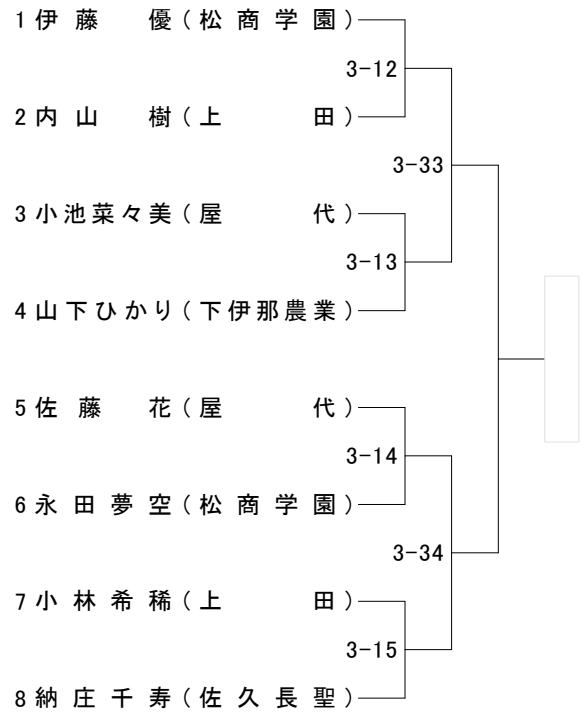 1 伊藤 優(松商学園)
3-12
2 内山 樹(上 田)
3-33
3 小池菜々美(屋 代)
3-13
4 山下ひかり(下伊那農業)
5 佐藤 花(屋 代)
3-14
6 永田夢空(松商学園)
3-34
7 小林希稀(上 田)
3-15
8 納庄千寿(佐久長聖)